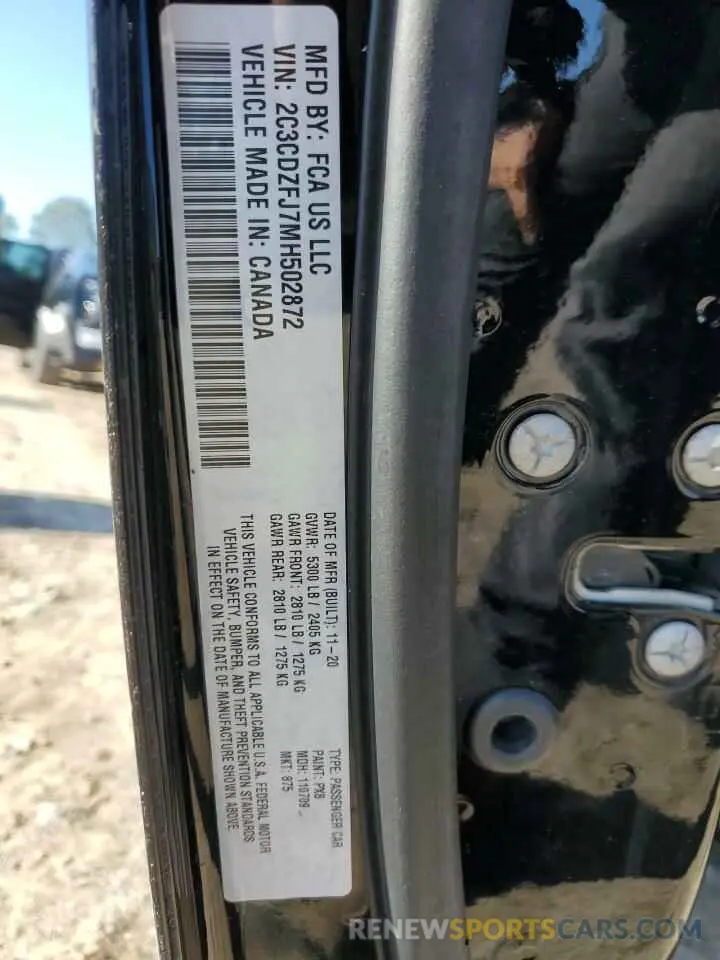 MFD BY: FCA US LLC
VIN: 2C3CDZFJ7MH502872
VEHICLE MADE IN: CANADA
DATE OF MFR (BUILT): 11-20
GVWR: 5300 LB / 2405 KG
GAWR FRONT: 2810 LB / 1275 KG
GAWR REAR: 2810 LB / 1275 KG
THIS VEHICLE CONFORMS TO ALL APPLICABLE U.S.A. FEDERAL MOTOR
VEHICLE SAFETY, BUMPER, AND THEFT PREVENTION STANDARDS
IN EFFECT ON THE DATE OF MANUFACTURE SHOWN ABOVE.
TYPE: PASSENGER CAR
PAINT: PX8
MDH: 110709
MKT: 875
RENEWSPORTSCARS.COM